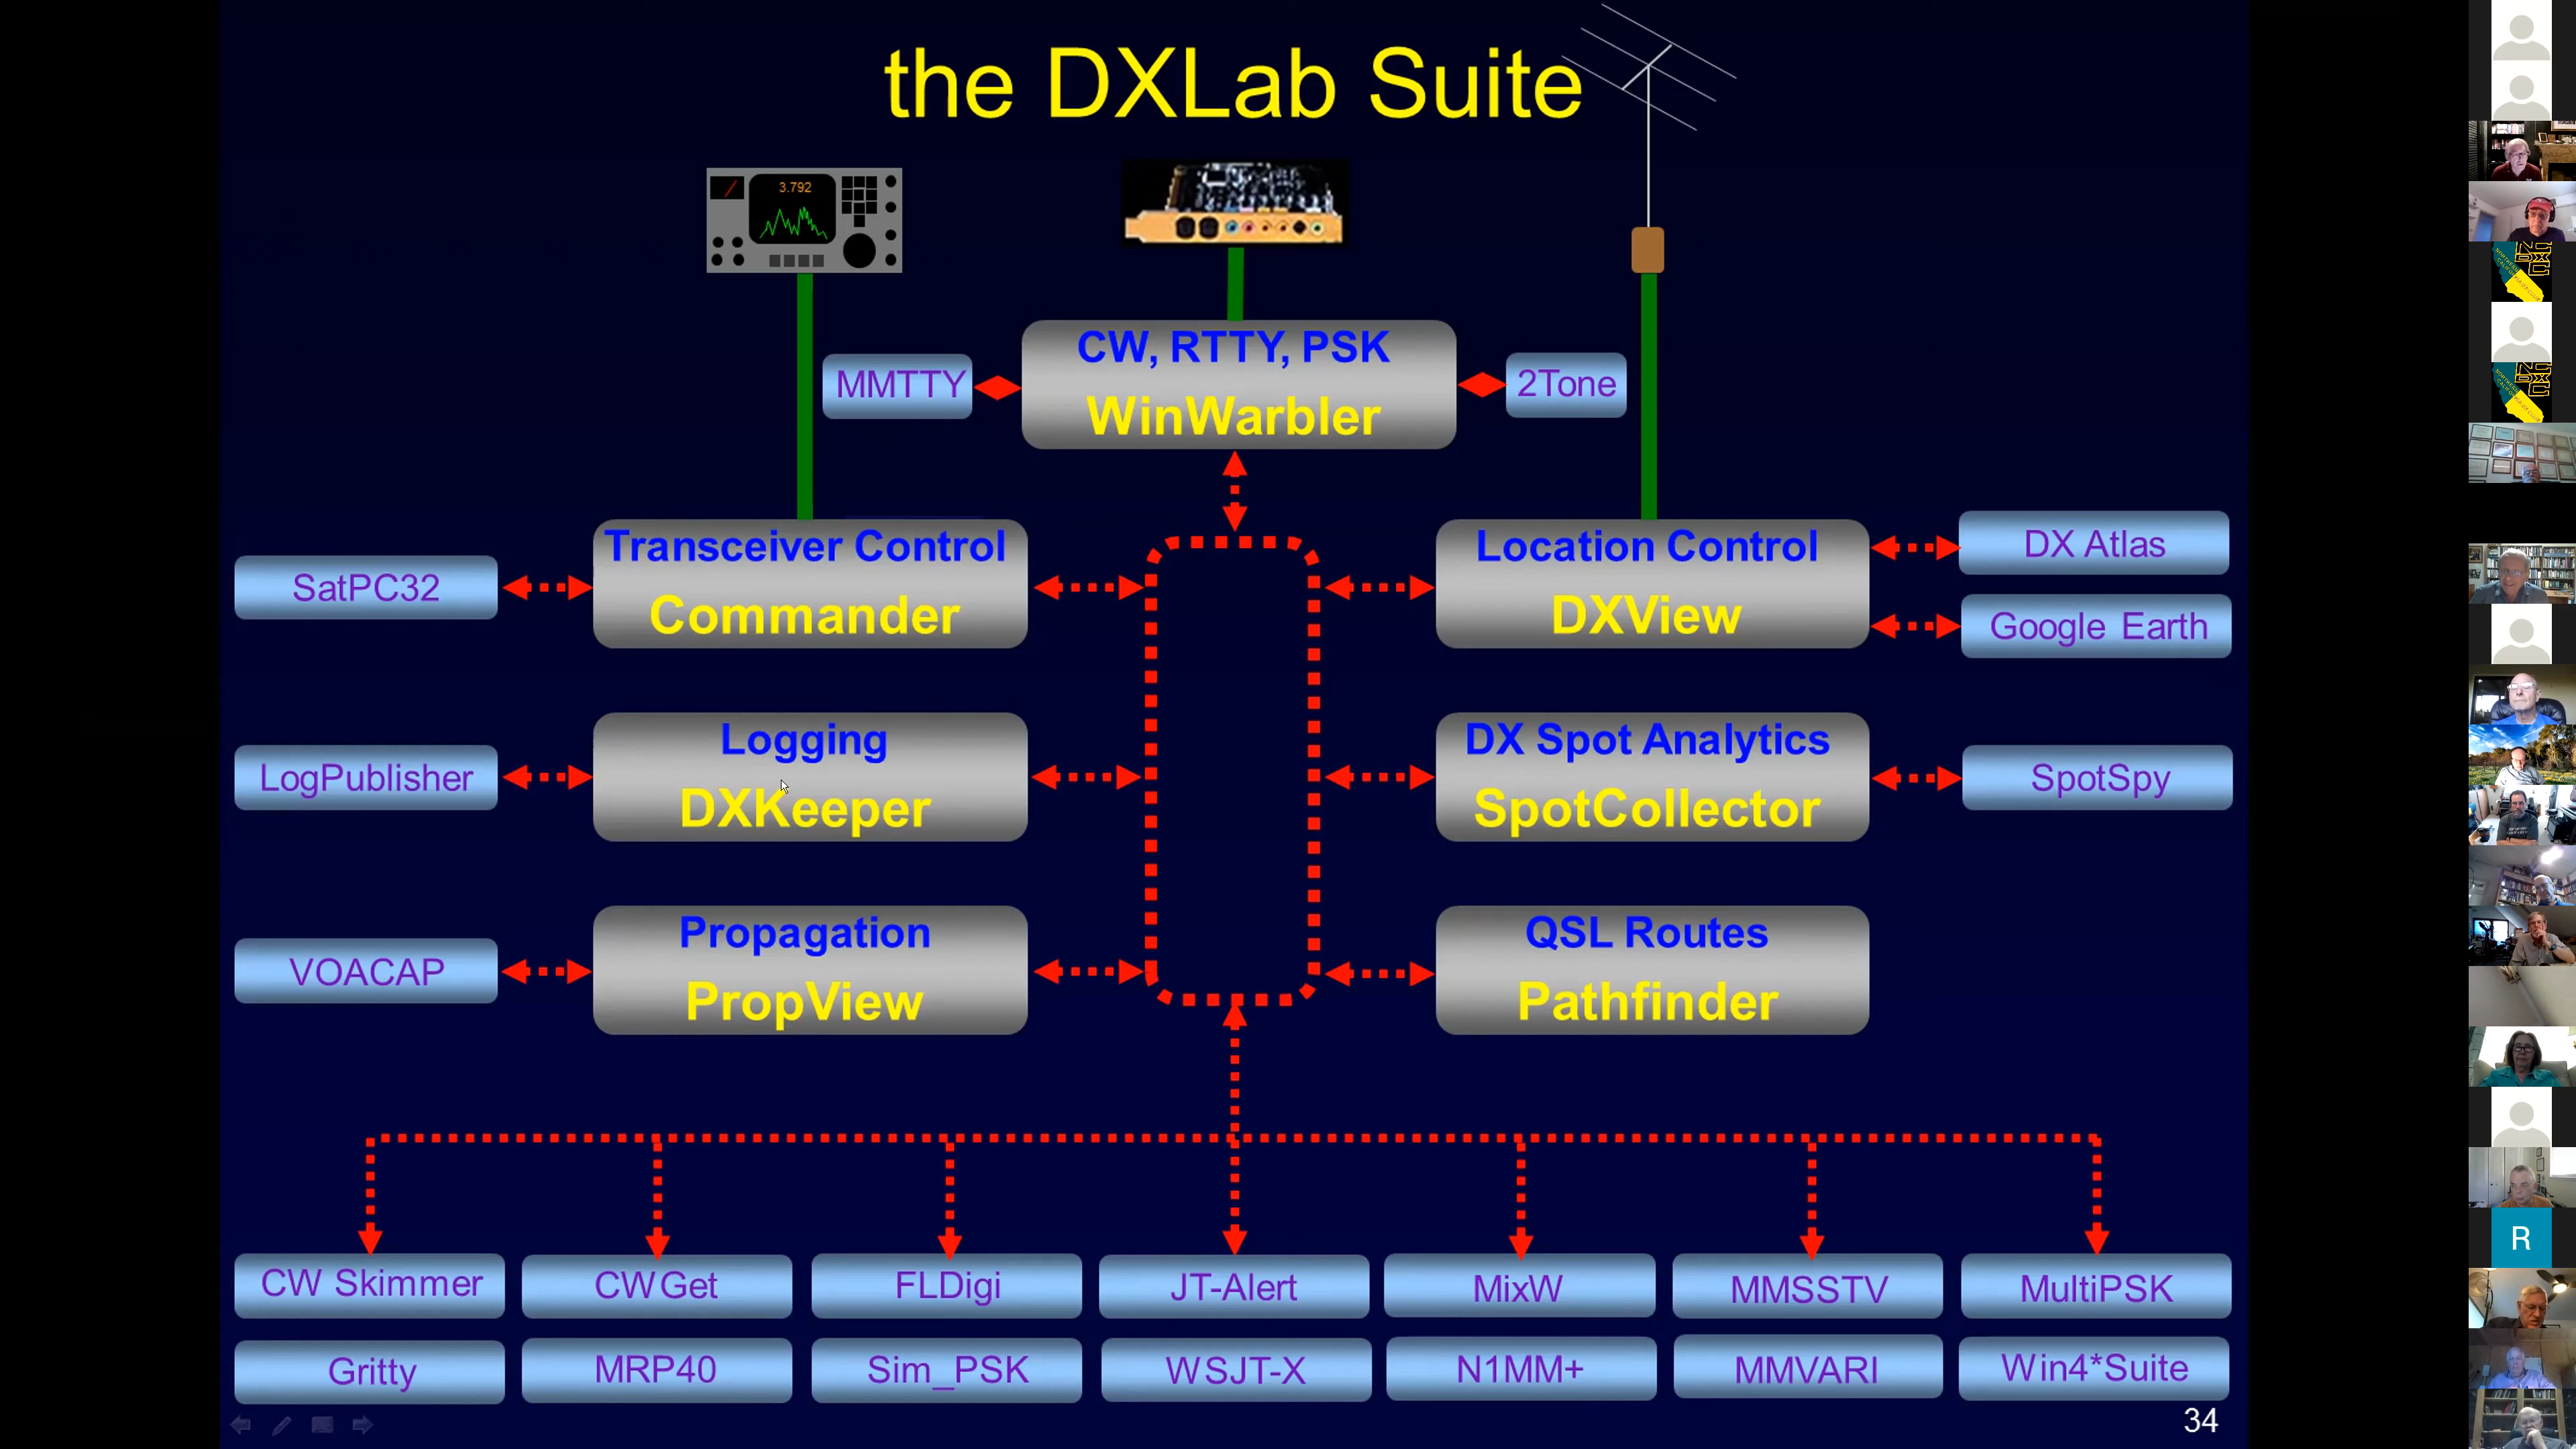 the DXLab Suite
3.792
CW, RTTY, PSK
WinWarbler
MMTTY
2Tone
Transceiver Control
Commander
SatPC32
Location Control
DXView
DX Atlas
Google Earth
Logging
DXKeeper
LogPublisher
DX Spot Analytics
SpotCollector
SpotSpy
Propagation
PropView
VOACAP
QSL Routes
Pathfinder
CW Skimmer
CWGet
FLDigi
JT-Alert
MixW
MMSSTV
MultiPSK
Gritty
MRP40
Sim_PSK
WSJT-X
N1MM+
MMVARI
Win4*Suite
34
R